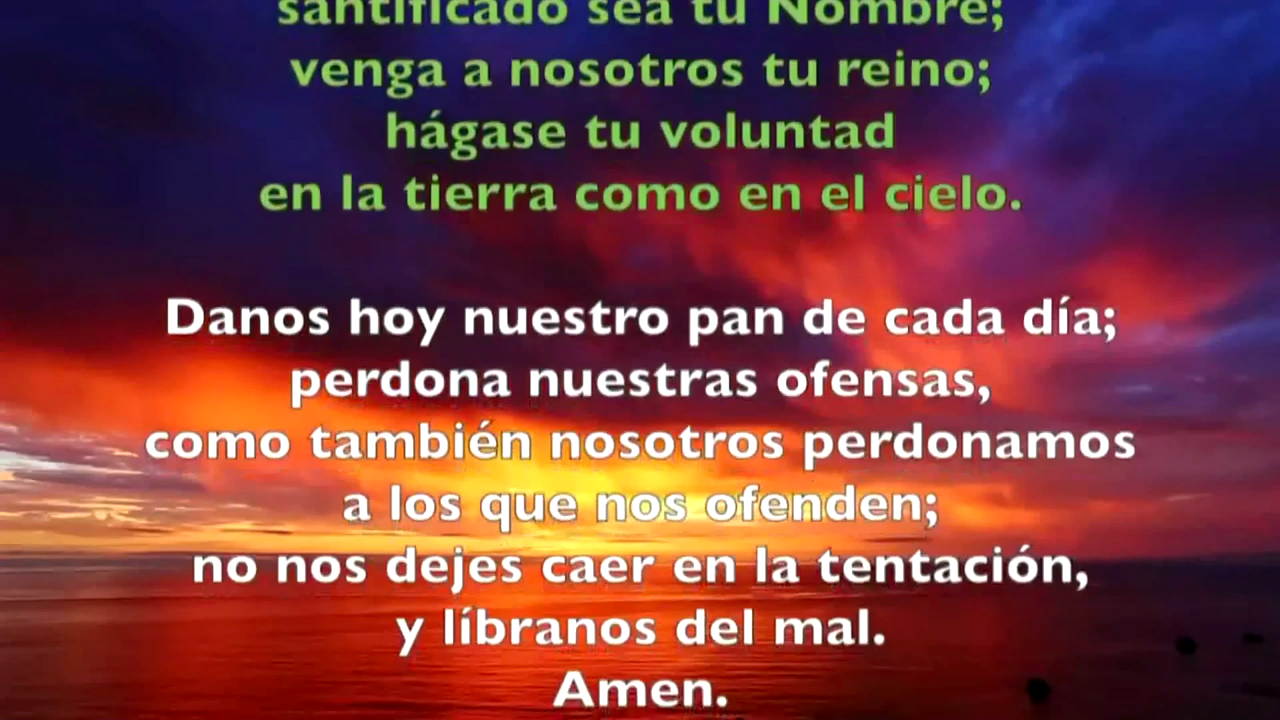 santificado sea tu Nombre;
venga a nosotros tu reino;
hágase tu voluntad
en la tierra como en el cielo.
Danos hoy nuestro pan de cada día;
perdona nuestras ofensas,
como también nosotros perdonamos
a los que nos ofenden;
no nos dejes caer en la tentación,
y líbranos del mal.
Amen.